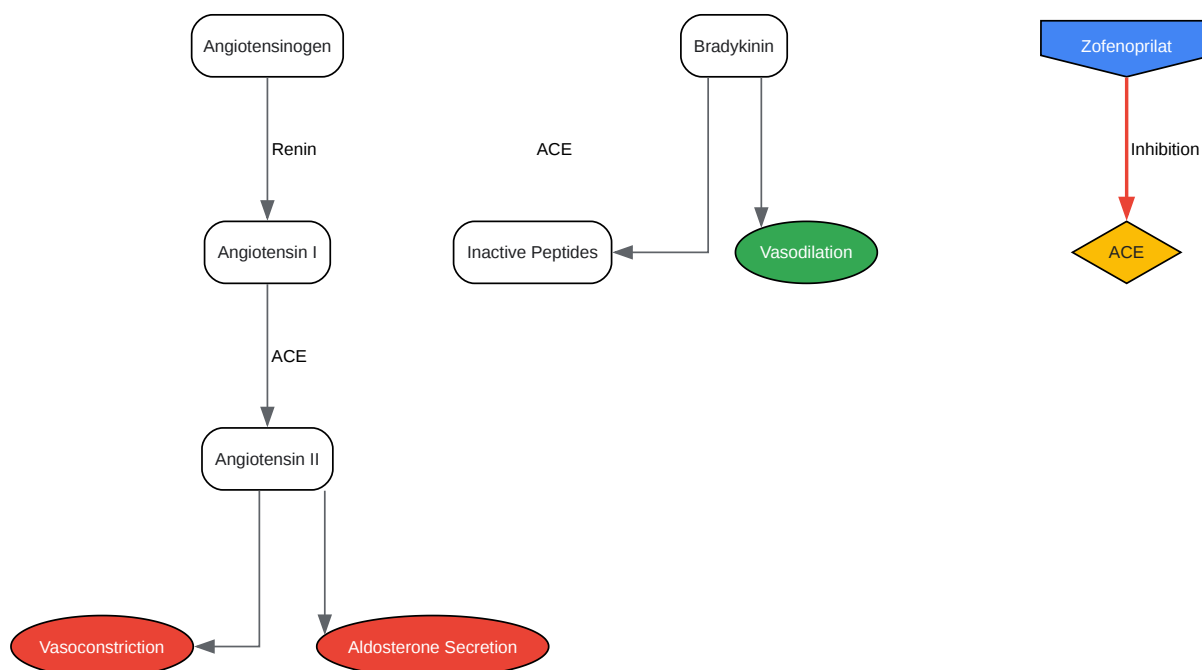 Angiotensinogen
Bradykinin
Zofenoprilat
Renin
ACE
Inhibition
Angiotensin I
Inactive Peptides
Vasodilation
ACE
ACE
Angiotensin II
Vasoconstriction
Aldosterone Secretion